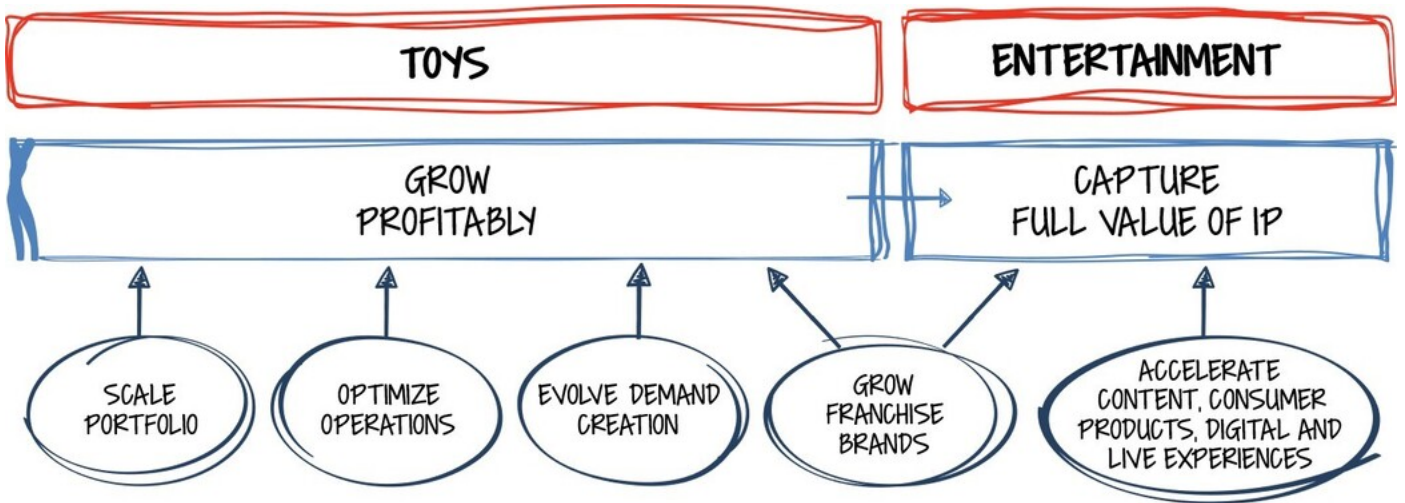 TOYS
ENTERTAINMENT
GROW
PROFITABLY
CAPTURE
FULL VALUE OF IP
SCALE
PORTFOLIO
OPTIMIZE
OPERATIONS
EVOLVE DEMAND
CREATION
GROW
FRANCHISE
BRANDS
ACCELERATE
CONTENT, CONSUMER
PRODUCTS, DIGITAL AND
LIVE EXPERIENCES